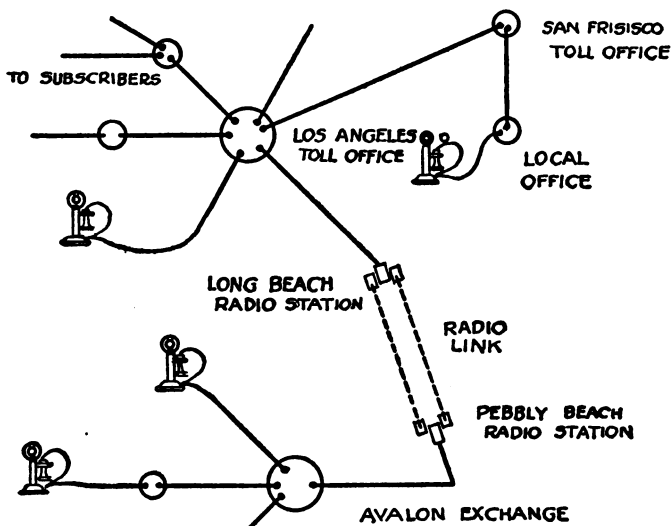 SAN FRISISCO
TOLL OFFICE
TO SUBSCRIBERS
LOS ANGELES
TOLL OFFICE
LOCAL
OFFICE
LONG BEACH
RADIO STATION
RADIO
LINK
PEBBLY BEACH
RADIO STATION
AVALON EXCHANGE